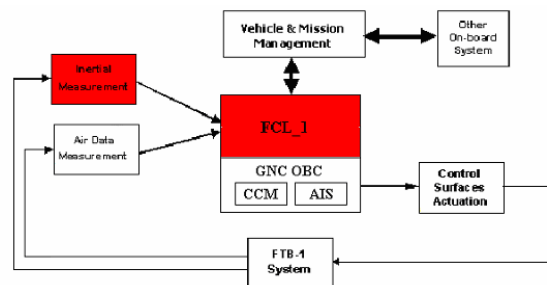 Vehicle & Mission
Management
Other
On-board
System
Inertial
Measurement
Air Data
Measurement
FCL_1
GNC OBC
CCM
AIS
Control
Surfaces
Actuation
FTB-1
System